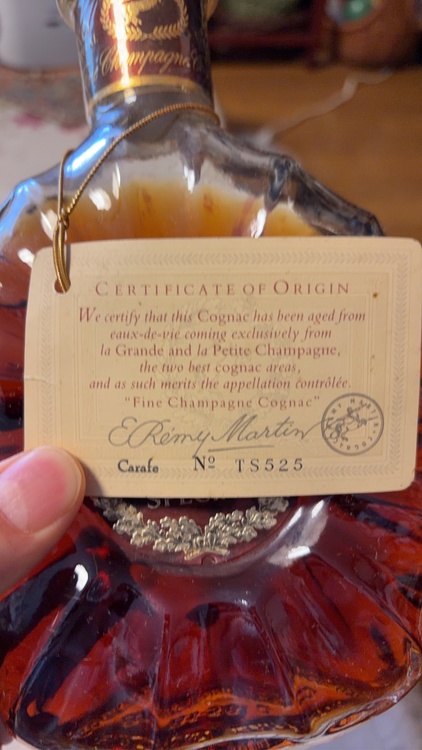 Champagne
CERTIFICATE OF ORIGIN
We certify that this Cognac has been aged from
eaux-de-vie coming exclusively from
la Grande and la Petite Champagne,
the two best cognac areas,
and as such merits the appellation contrôlée.
"Fine Champagne Cognac"
E. Rémy Martin
Carafe Nº TS525